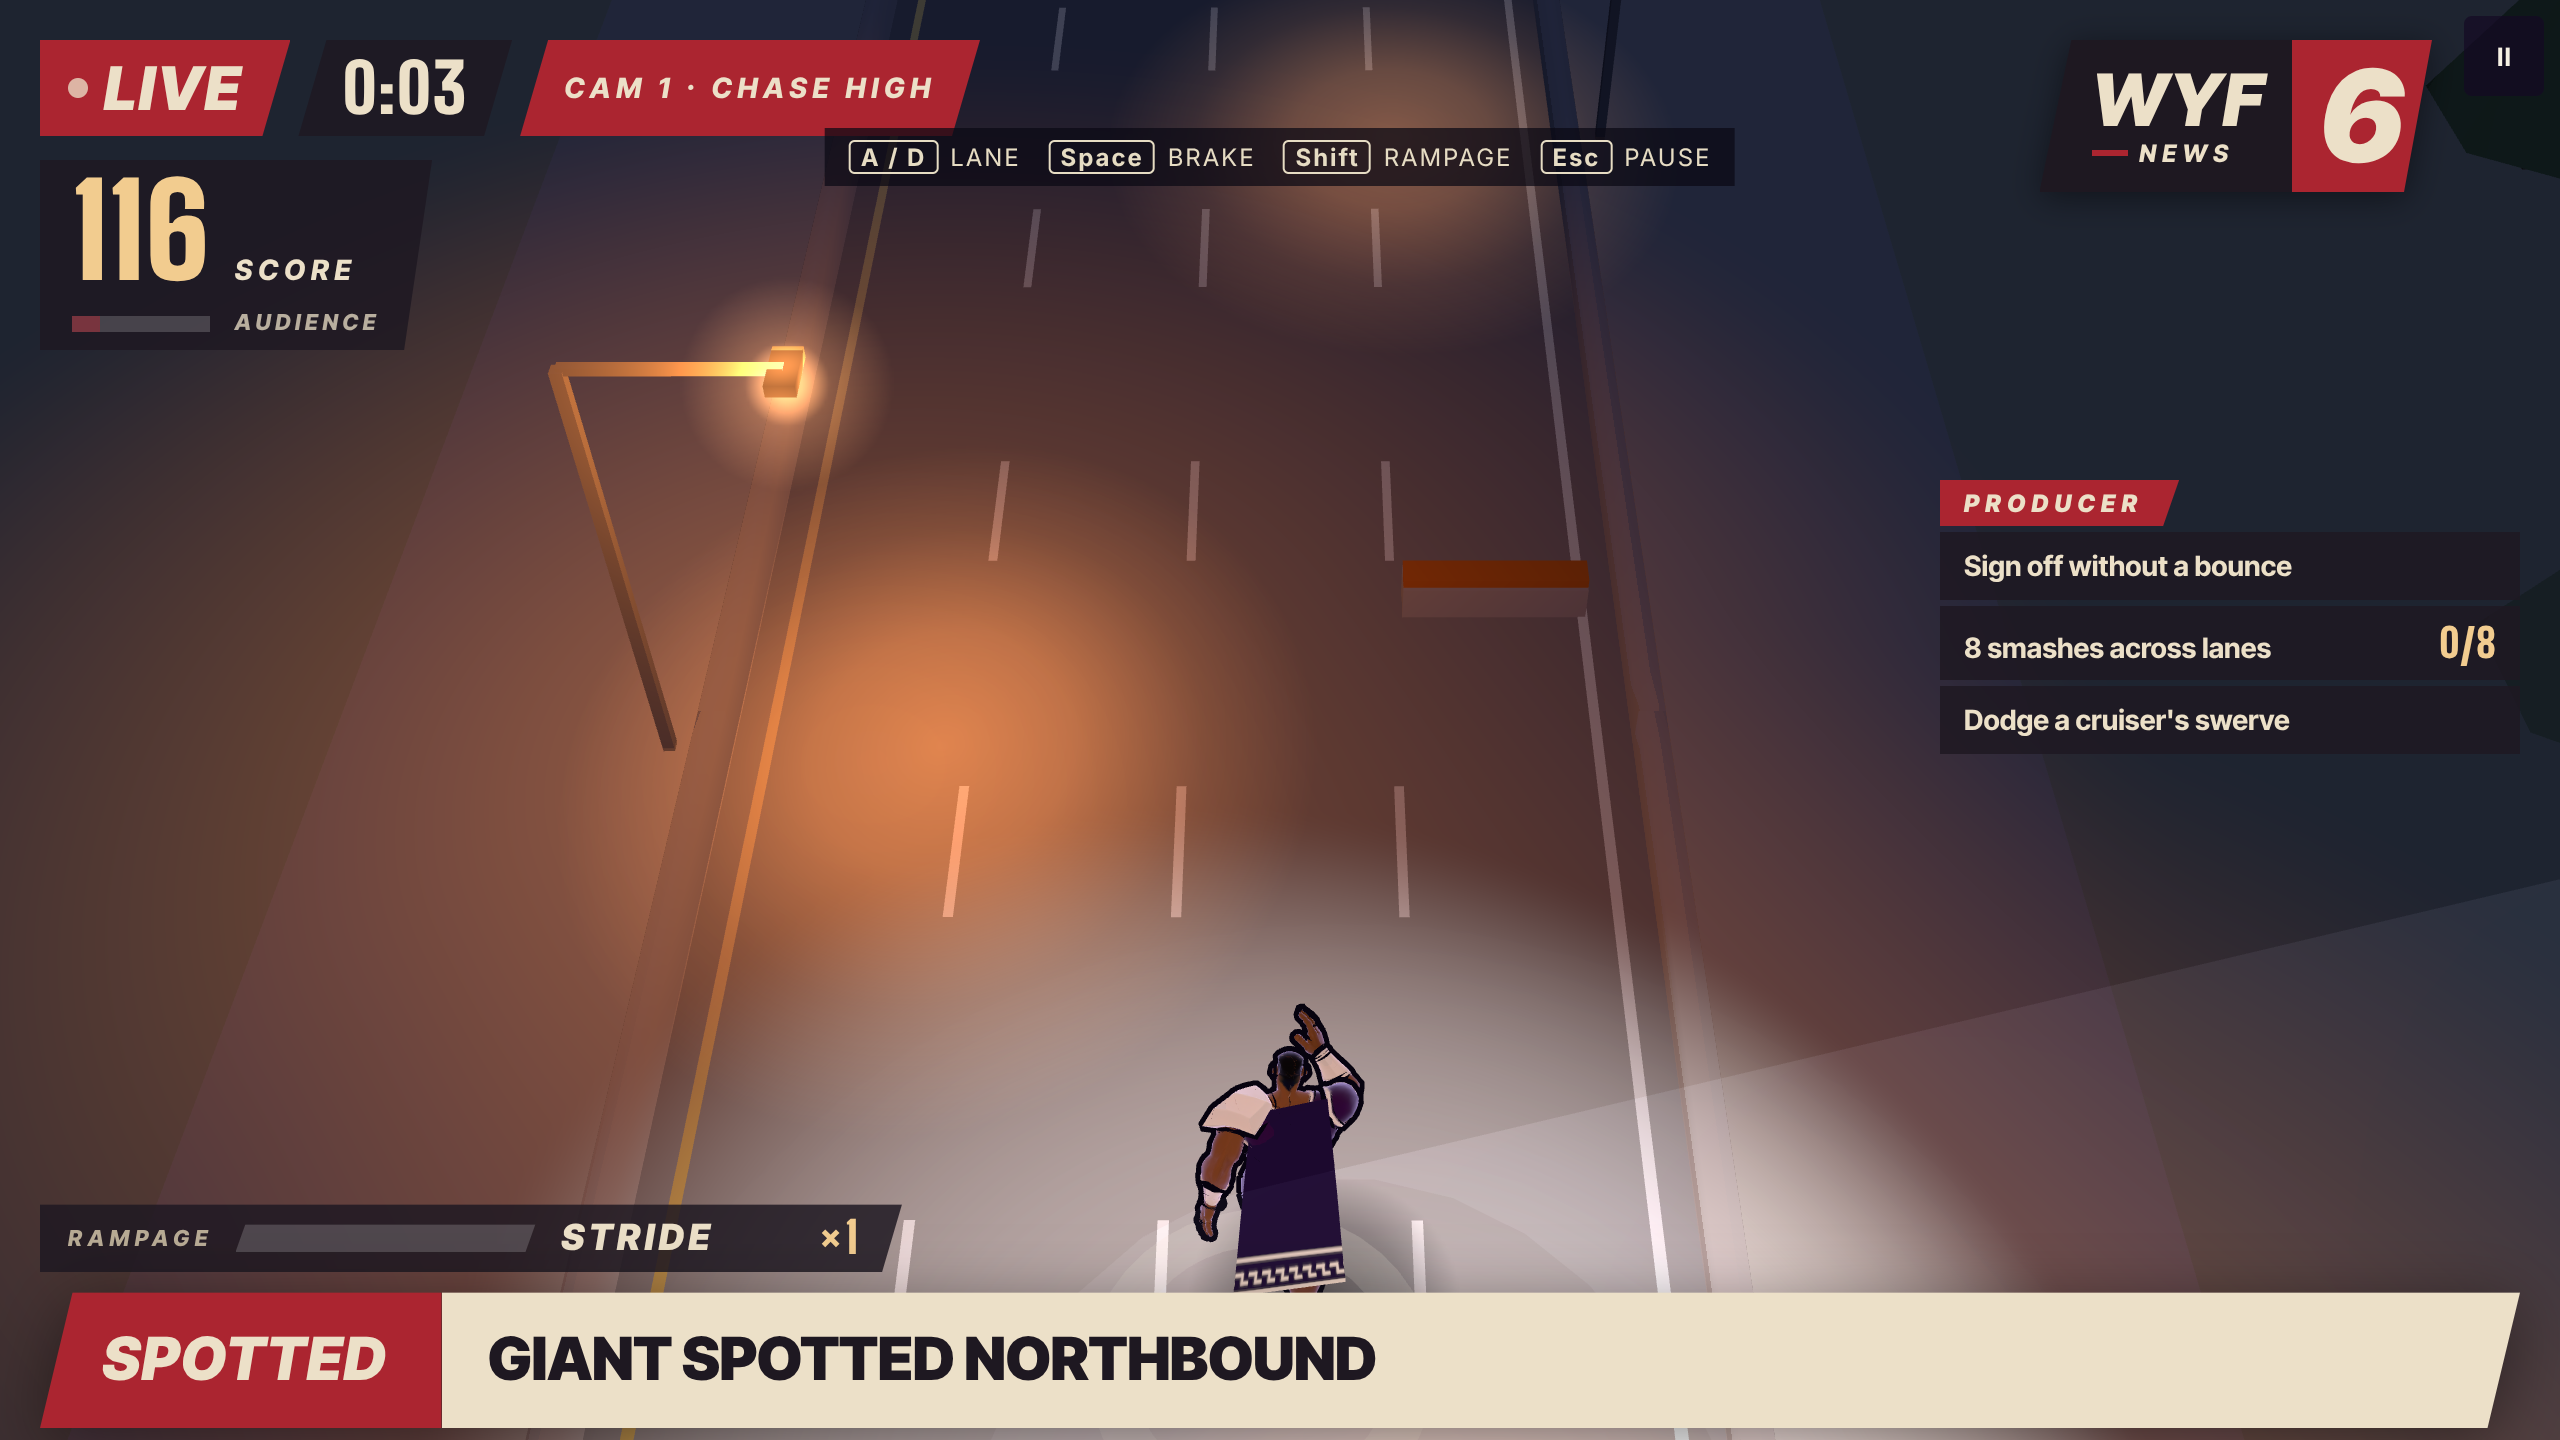 LIVE
0:03
CAM 1 · CHASE HIGH
WYF
NEWS
6
A / D LANE Space BRAKE Shift RAMPAGE Esc PAUSE
116 SCORE
AUDIENCE
PRODUCER
Sign off without a bounce
8 smashes across lanes 0/8
Dodge a cruiser's swerve
RAMPAGE STRIDE ×1
SPOTTED GIANT SPOTTED NORTHBOUND